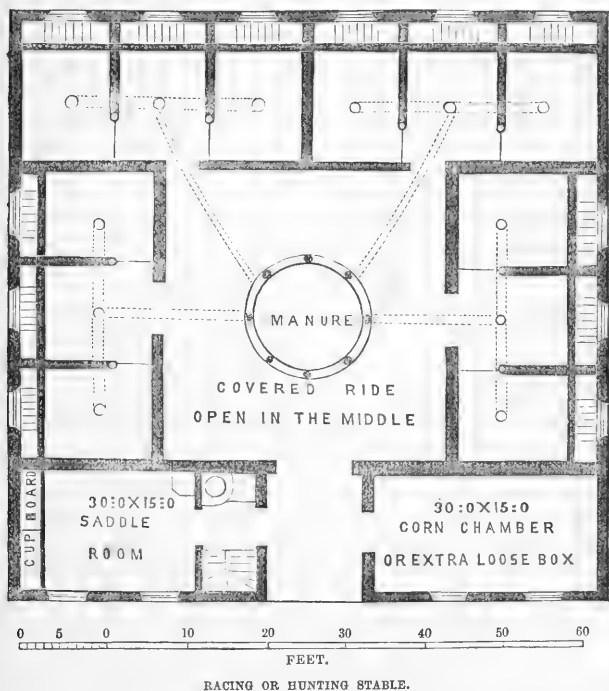 MANURE
COVERED RIDE
OPEN IN THE MIDDLE
CUPBOARD
30:0X15:0
SADDLE
ROOM
30:0X15:0
CORN CHAMBER
OR EXTRA LOOSE BOX
0 5 0 10 20 30 40 50 60
FEET.
RACING OR HUNTING STABLE.